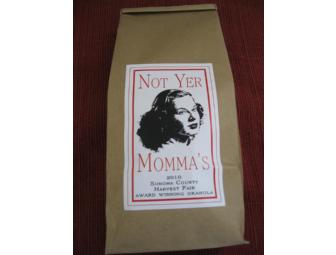 NOT YER
MOMMA'S
2010
SONOMA COUNTY
HARVEST FAIR
AWARD WINNING GRANOLA